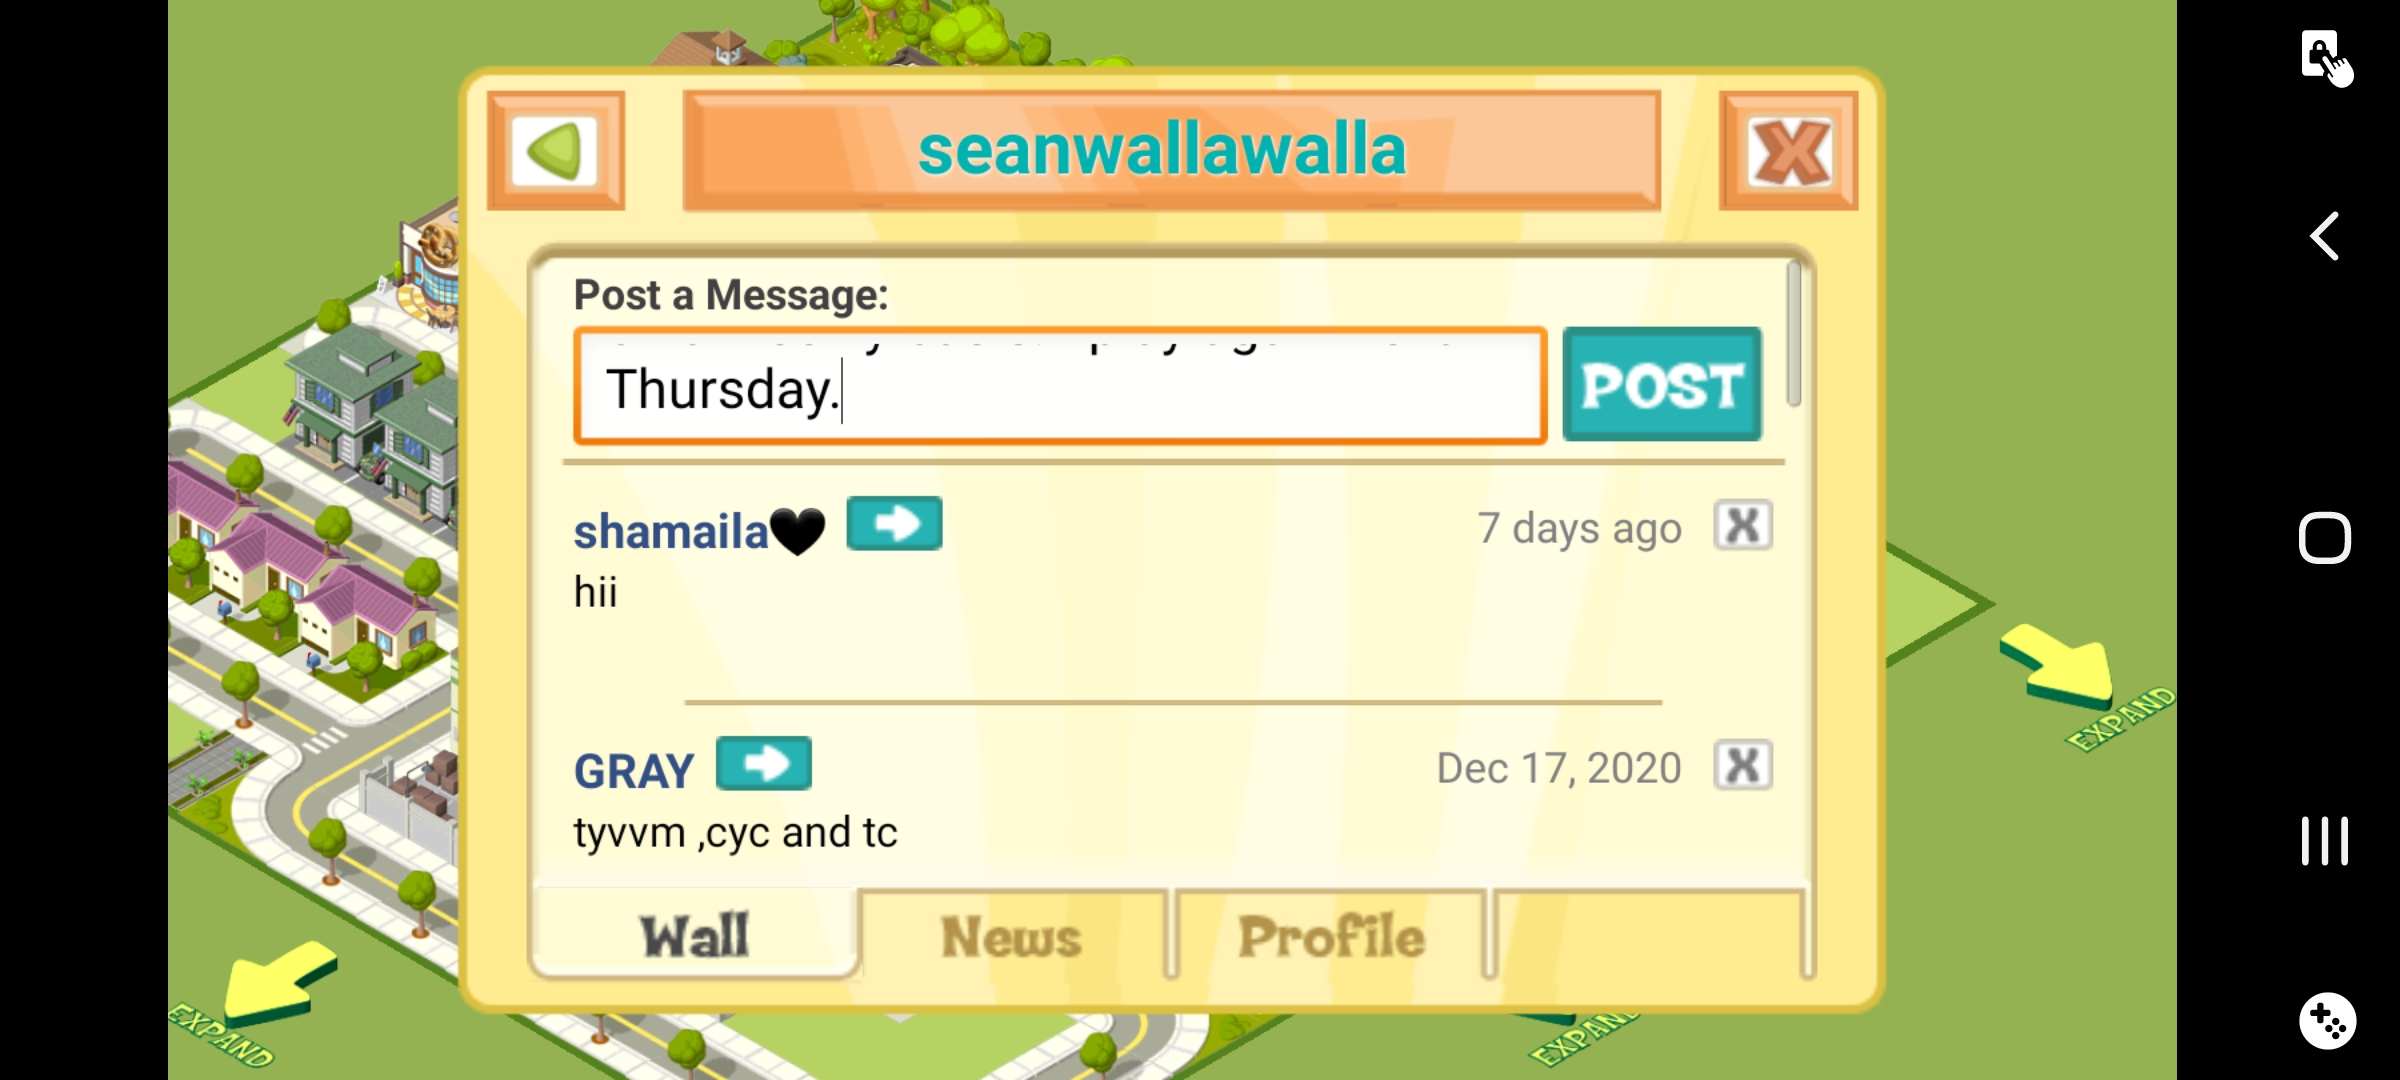 seanwallawalla
Post a Message:
Thursday.
POST
shamaila🖤
7 days ago
X
hii
GRAY
Dec 17, 2020
X
tyvvm ,cyc and tc
Wall
News
Profile
EXPAND
EXPAND
EXPAND